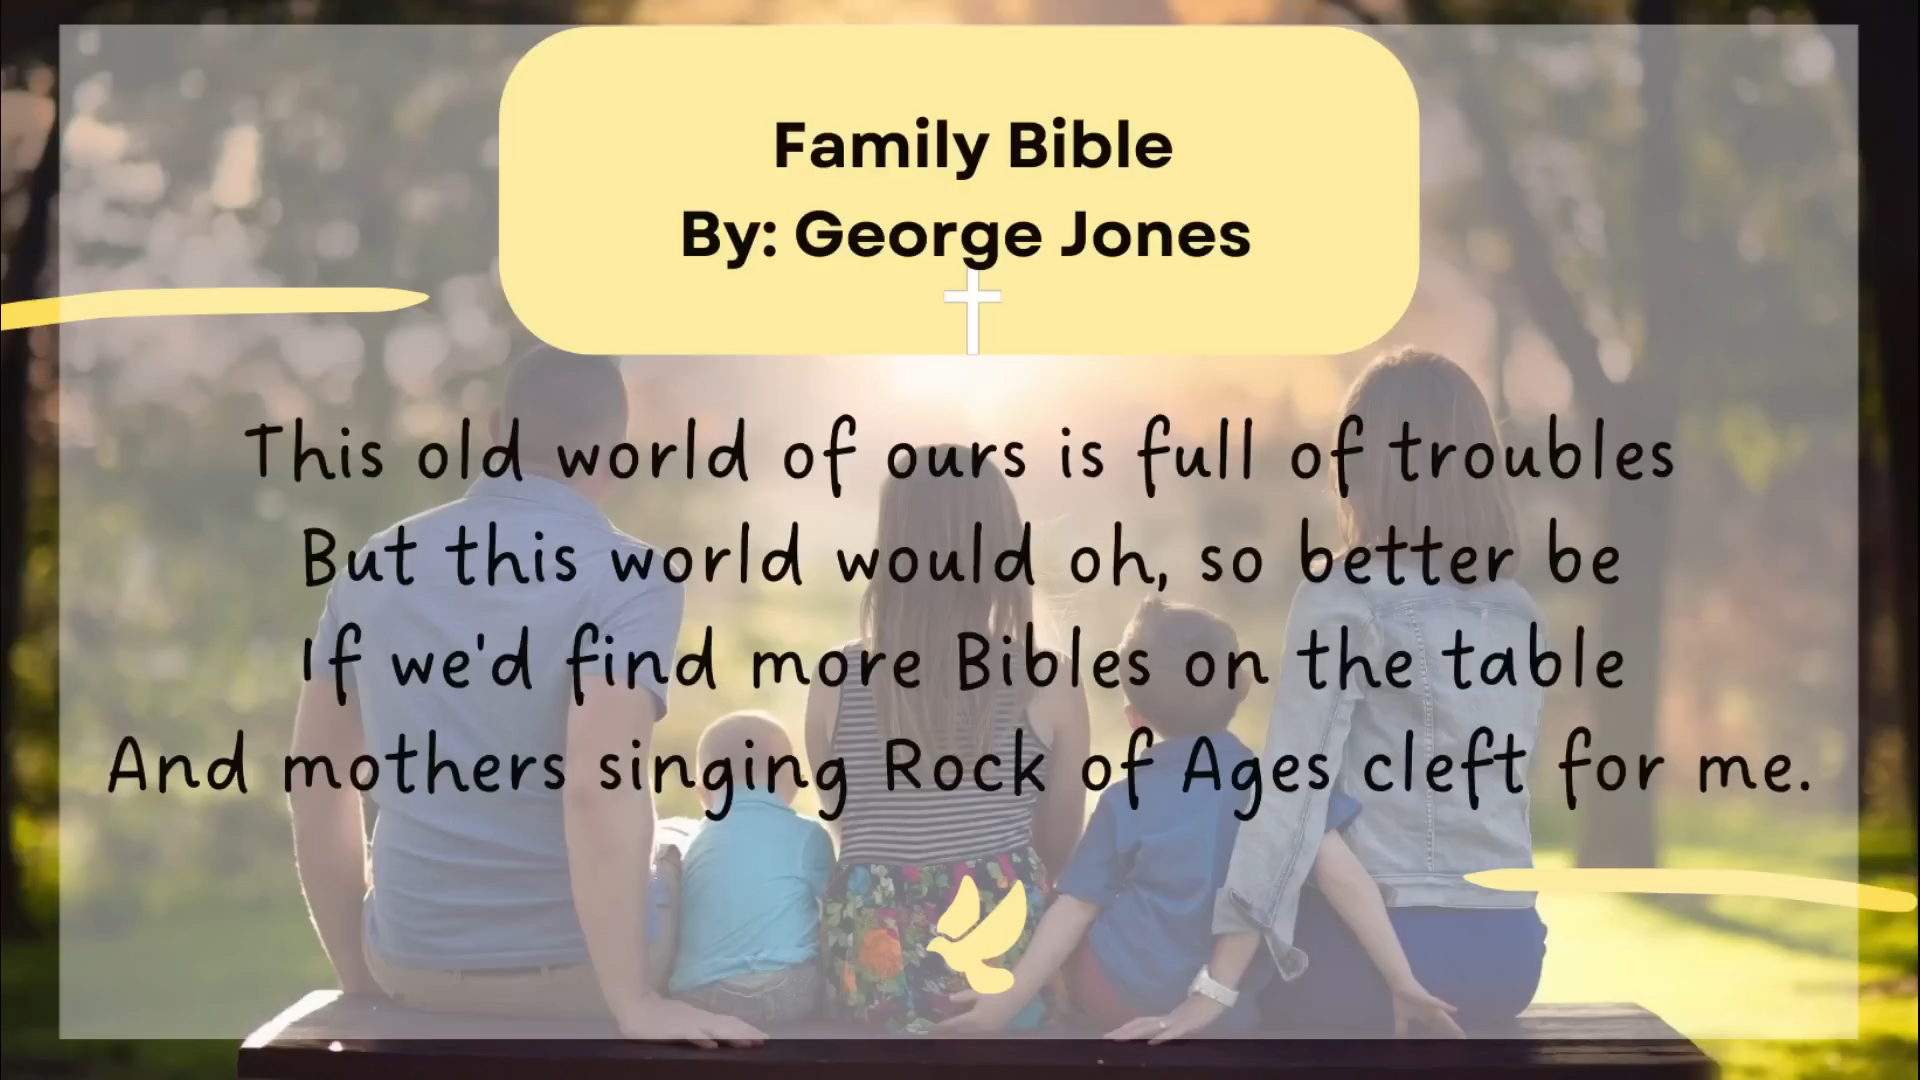 Family Bible
By: George Jones
This old world of ours is full of troubles
But this world would oh, so better be
If we'd find more Bibles on the table
And mothers singing Rock of Ages cleft for me.